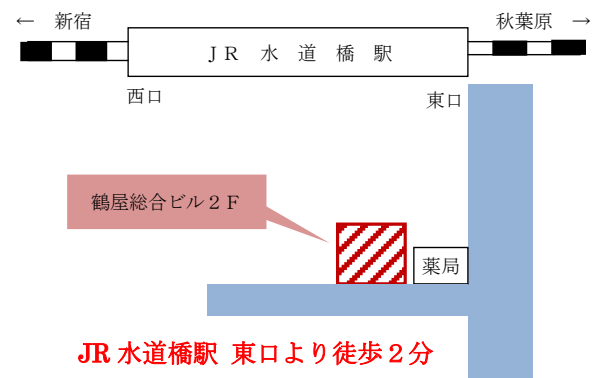 ← 新宿
秋葉原 →
JR 水 道 橋 駅
西口
東口
鶴屋総合ビル2F
薬局
JR 水道橋駅 東口より徒歩2分